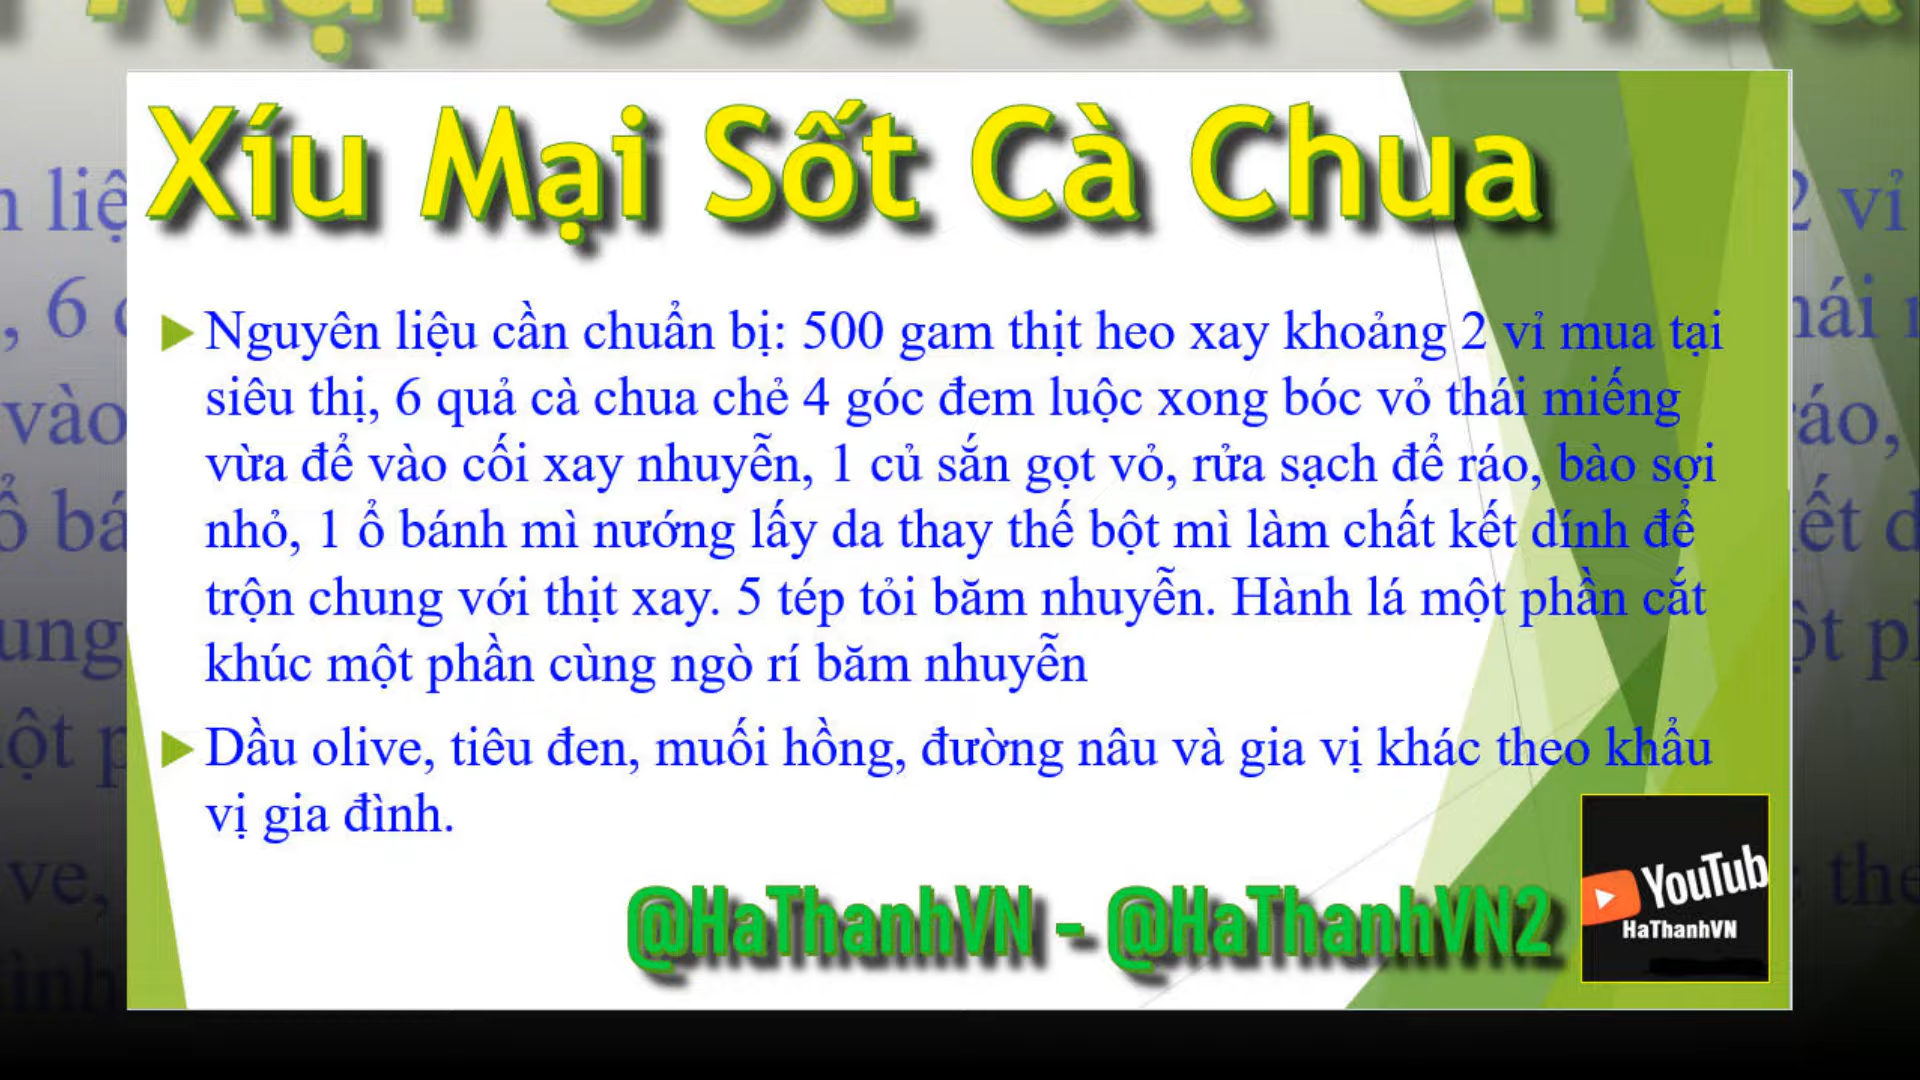 Xíu Mại Sốt Cà Chua
Nguyên liệu cần chuẩn bị: 500 gam thịt heo xay khoảng 2 vỉ mua tại
siêu thị, 6 quả cà chua chẻ 4 góc đem luộc xong bóc vỏ thái miếng
vừa để vào cối xay nhuyễn, 1 củ sắn gọt vỏ, rửa sạch để ráo, bào sợi
nhỏ, 1 ổ bánh mì nướng lấy da thay thế bột mì làm chất kết dính để
trộn chung với thịt xay. 5 tép tỏi băm nhuyễn. Hành lá một phần cắt
khúc một phần cùng ngò rí băm nhuyễn
Dầu olive, tiêu đen, muối hồng, đường nâu và gia vị khác theo khẩu
vị gia đình.
@HaThanhVN - @HaThanhVN2
YouTub
HaThanhVN